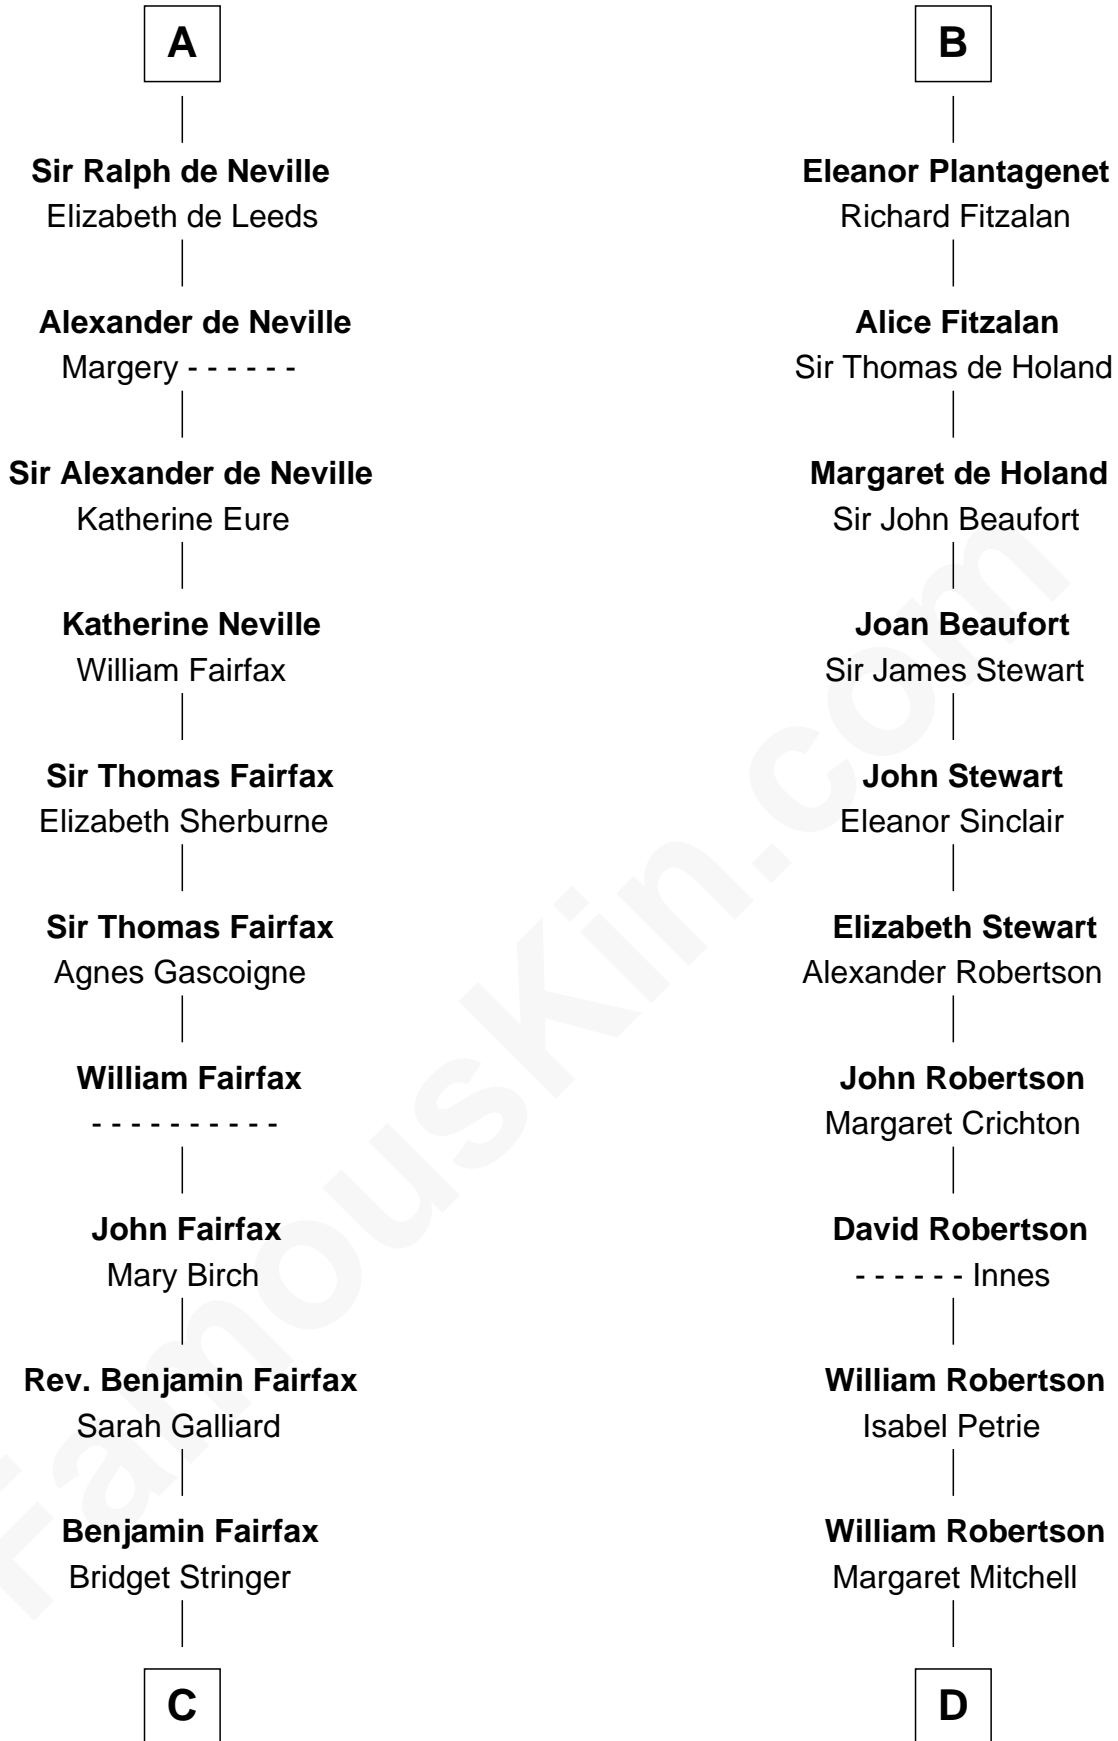 A
Sir Ralph de Neville
Elizabeth de Leeds
Alexander de Neville
Margery - - - - - -
Sir Alexander de Neville
Katherine Eure
Katherine Neville
William Fairfax
Sir Thomas Fairfax
Elizabeth Sherburne
Sir Thomas Fairfax
Agnes Gascoigne
William Fairfax
- - - - - - - - - -
John Fairfax
Mary Birch
Rev. Benjamin Fairfax
Sarah Galliard
Benjamin Fairfax
Bridget Stringer
C
B
Eleanor Plantagenet
Richard Fitzalan
Alice Fitzalan
Sir Thomas de Holand
Margaret de Holand
Sir John Beaufort
Joan Beaufort
Sir James Stewart
John Stewart
Eleanor Sinclair
Elizabeth Stewart
Alexander Robertson
John Robertson
Margaret Crichton
David Robertson
- - - - - - Innes
William Robertson
Isabel Petrie
William Robertson
Margaret Mitchell
D
FamousKin.com